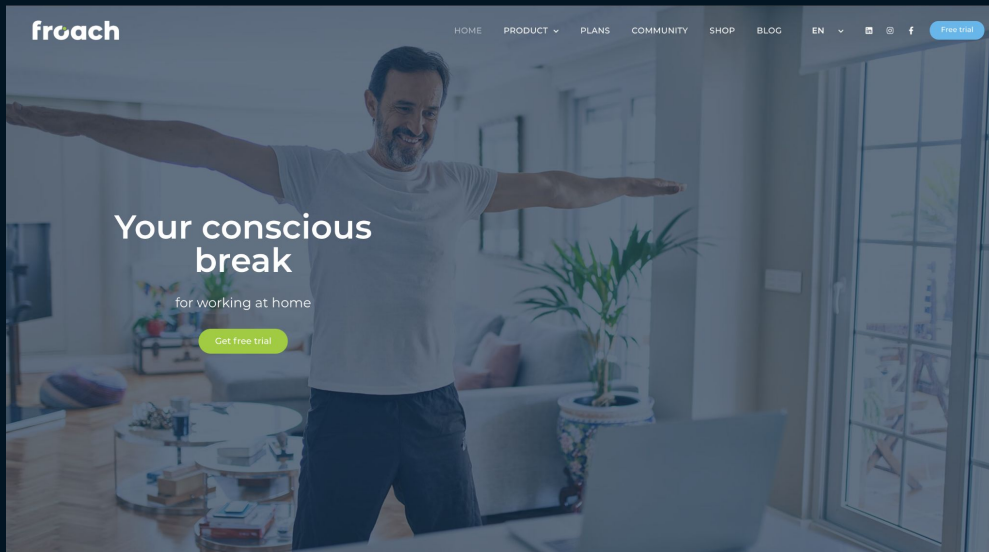 froach
HOME PRODUCT PLANS COMMUNITY SHOP BLOG EN Free trial
Your conscious
break
for working at home
Get free trial